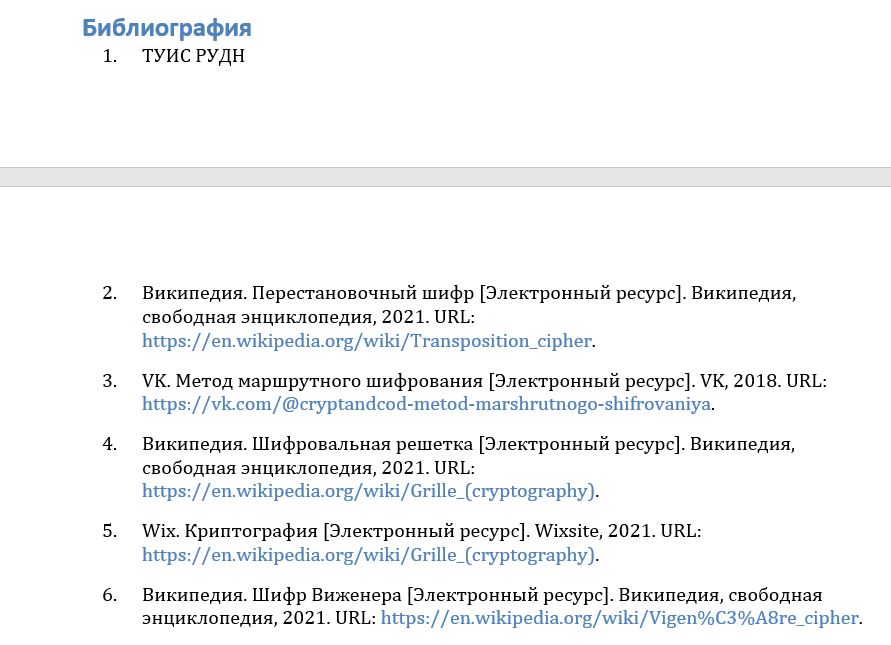 Библиография
1. ТУИС РУДН
2. Википедия. Перестановочный шифр [Электронный ресурс]. Википедия,
свободная энциклопедия, 2021. URL:
https://en.wikipedia.org/wiki/Transposition_cipher.
3. VK. Метод маршрутного шифрования [Электронный ресурс]. VK, 2018. URL:
https://vk.com/@cryptandcod-metod-marshrutnogo-shifrovaniya.
4. Википедия. Шифровальная решетка [Электронный ресурс]. Википедия,
свободная энциклопедия, 2021. URL:
https://en.wikipedia.org/wiki/Grille_(cryptography).
5. Wix. Криптография [Электронный ресурс]. Wixsite, 2021. URL:
https://en.wikipedia.org/wiki/Grille_(cryptography).
6. Википедия. Шифр Виженера [Электронный ресурс]. Википедия, свободная
энциклопедия, 2021. URL: https://en.wikipedia.org/wiki/Vigen%C3%A8re_cipher.